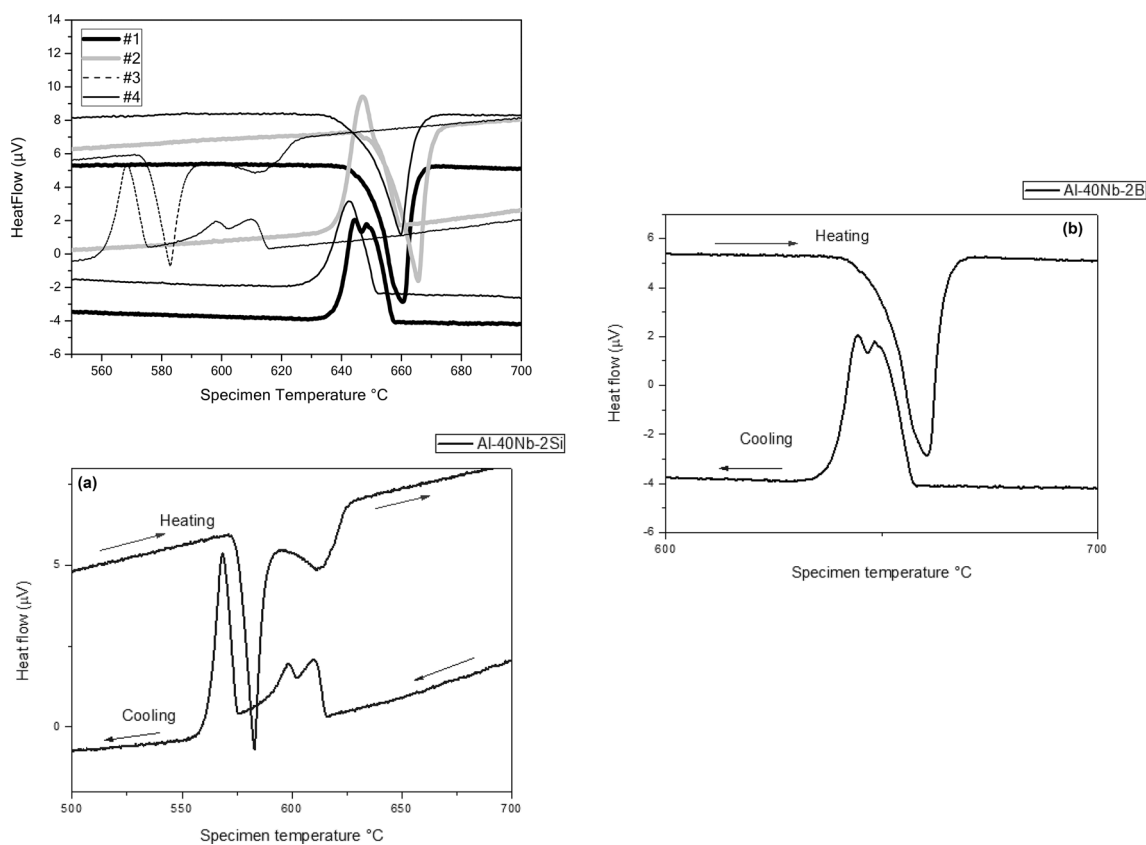 14
12
10
8
6
4
2
0
-2
-4
-6
#1
#2
#3
#4
HeatFlow (μV)
560 580 600 620 640 660 680 700
Specimen Temperature °C
Al-40Nb-2Si
(a)
Heating
Cooling
5
0
Heat flow (μV)
500 550 600 650 700
Specimen temperature °C
Al-40Nb-2B
(b)
Heating
Cooling
6
4
2
0
-2
-4
-6
Heat flow (μV)
600 700
Specimen temperature °C